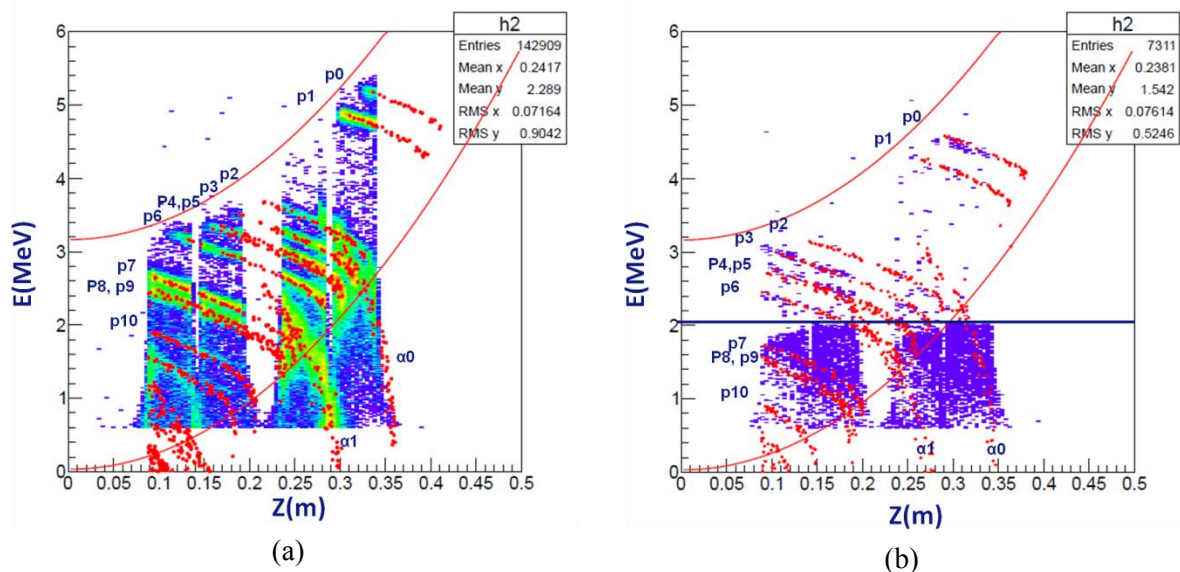 h2
Entries 142909
Mean x 0.2417
Mean y 2.289
RMS x 0.07164
RMS y 0.9042
E(MeV)
6
5
4
3
2
1
0
p0
p1
p2
p3
P4,p5
p6
p7
P8, p9
p10
α0
α1
0 0.05 0.1 0.15 0.2 0.25 0.3 0.35 0.4 0.45 0.5
Z(m)
(a)
h2
Entries 7311
Mean x 0.2381
Mean y 1.542
RMS x 0.07614
RMS y 0.5246
E(MeV)
6
5
4
3
2
1
0
p0
p1
p2
p3
P4,p5
p6
p7
P8, p9
p10
α1 α0
0 0.05 0.1 0.15 0.2 0.25 0.3 0.35 0.4 0.45 0.5
Z(m)
(b)